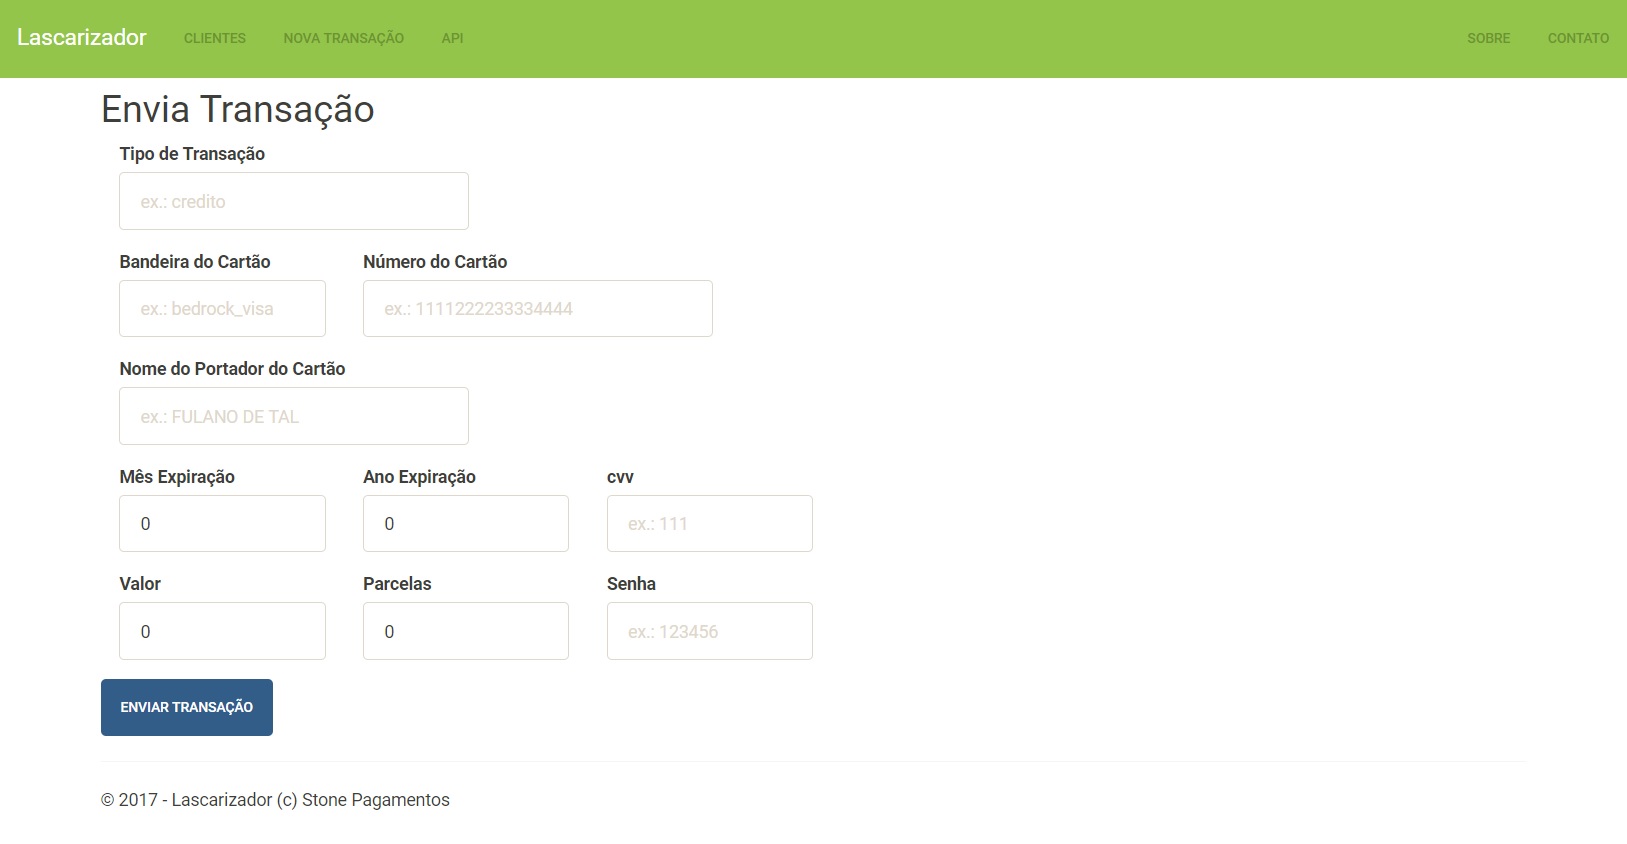 Lascarizador CLIENTES NOVA TRANSAÇÃO API SOBRE CONTATO
Envia Transação
Tipo de Transação
ex.: credito
Bandeira do Cartão Número do Cartão
ex.: bedrock_visa ex.: 1111222233334444
Nome do Portador do Cartão
ex.: FULANO DE TAL
Mês Expiração Ano Expiração cvv
0 0 ex.: 111
Valor Parcelas Senha
0 0 ex.: 123456
ENVIAR TRANSAÇÃO
© 2017 - Lascarizador (c) Stone Pagamentos